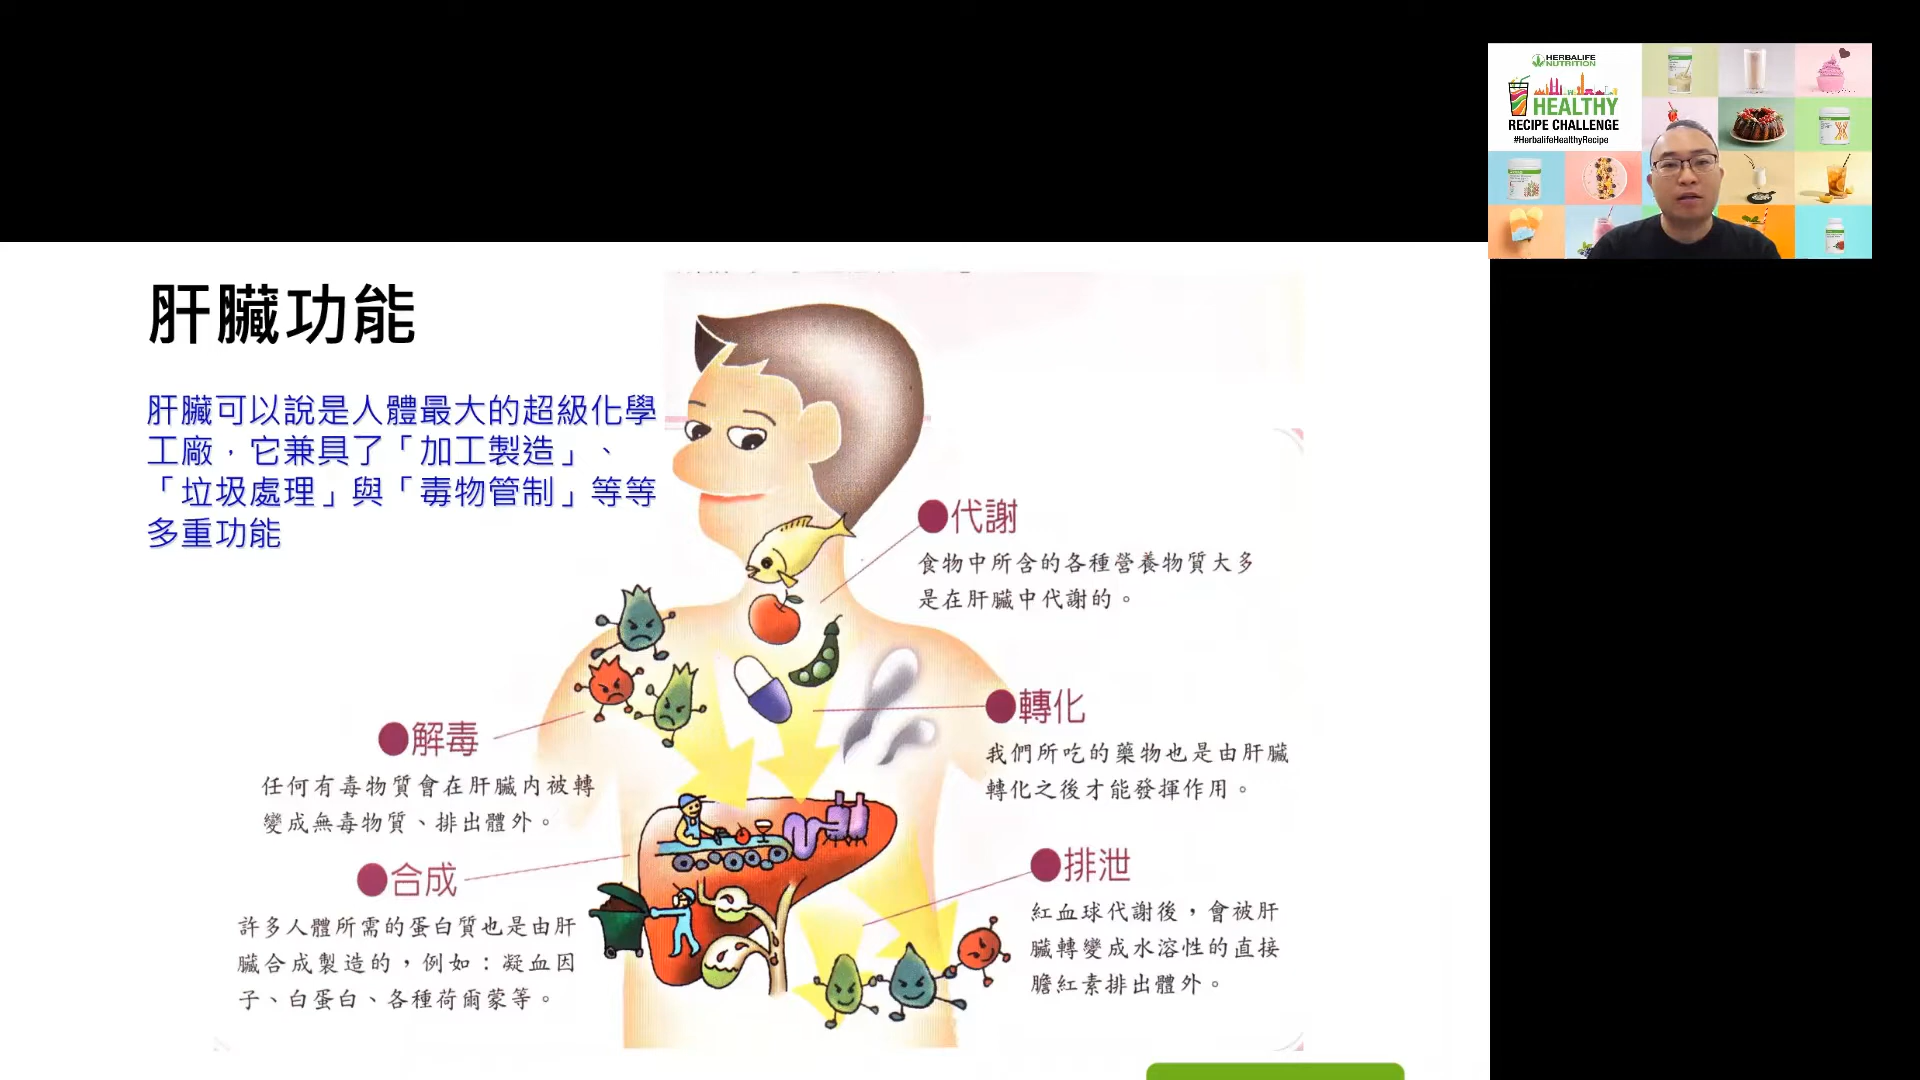 HERBALIFE
NUTRITION
HEALTHY
RECIPE CHALLENGE
#HerbalifeHealthyRecipe
肝臟功能
肝臟可以說是人體最大的超級化學
工廠，它兼具了「加工製造」、
「垃圾處理」與「毒物管制」等等
多重功能
●代謝
食物中所含的各種營養物質大多
是在肝臟中代謝的。
●轉化
我們所吃的藥物也是由肝臟
轉化之後才能發揮作用。
●解毒
任何有毒物質會在肝臟內被轉
變成無毒物質、排出體外。
●合成
許多人體所需的蛋白質也是由肝
臟合成製造的，例如：凝血因
子、白蛋白、各種荷爾蒙等。
●排泄
紅血球代謝後，會被肝
臟轉變成水溶性的直接
膽紅素排出體外。